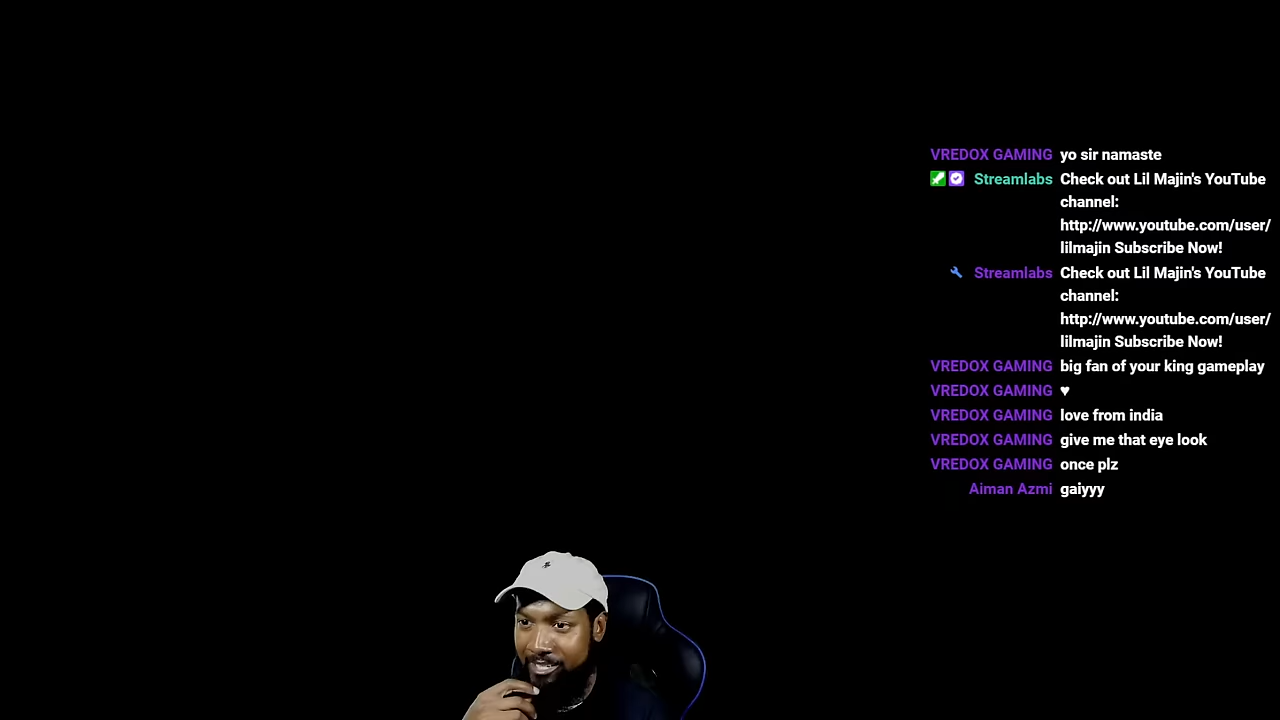 VREDOX GAMING yo sir namaste
Streamlabs Check out Lil Majin's YouTube
channel:
http://www.youtube.com/user/
lilmajin Subscribe Now!
Streamlabs Check out Lil Majin's YouTube
channel:
http://www.youtube.com/user/
lilmajin Subscribe Now!
VREDOX GAMING big fan of your king gameplay
VREDOX GAMING ♥
VREDOX GAMING love from india
VREDOX GAMING give me that eye look
VREDOX GAMING once plz
Aiman Azmi gaiyyy